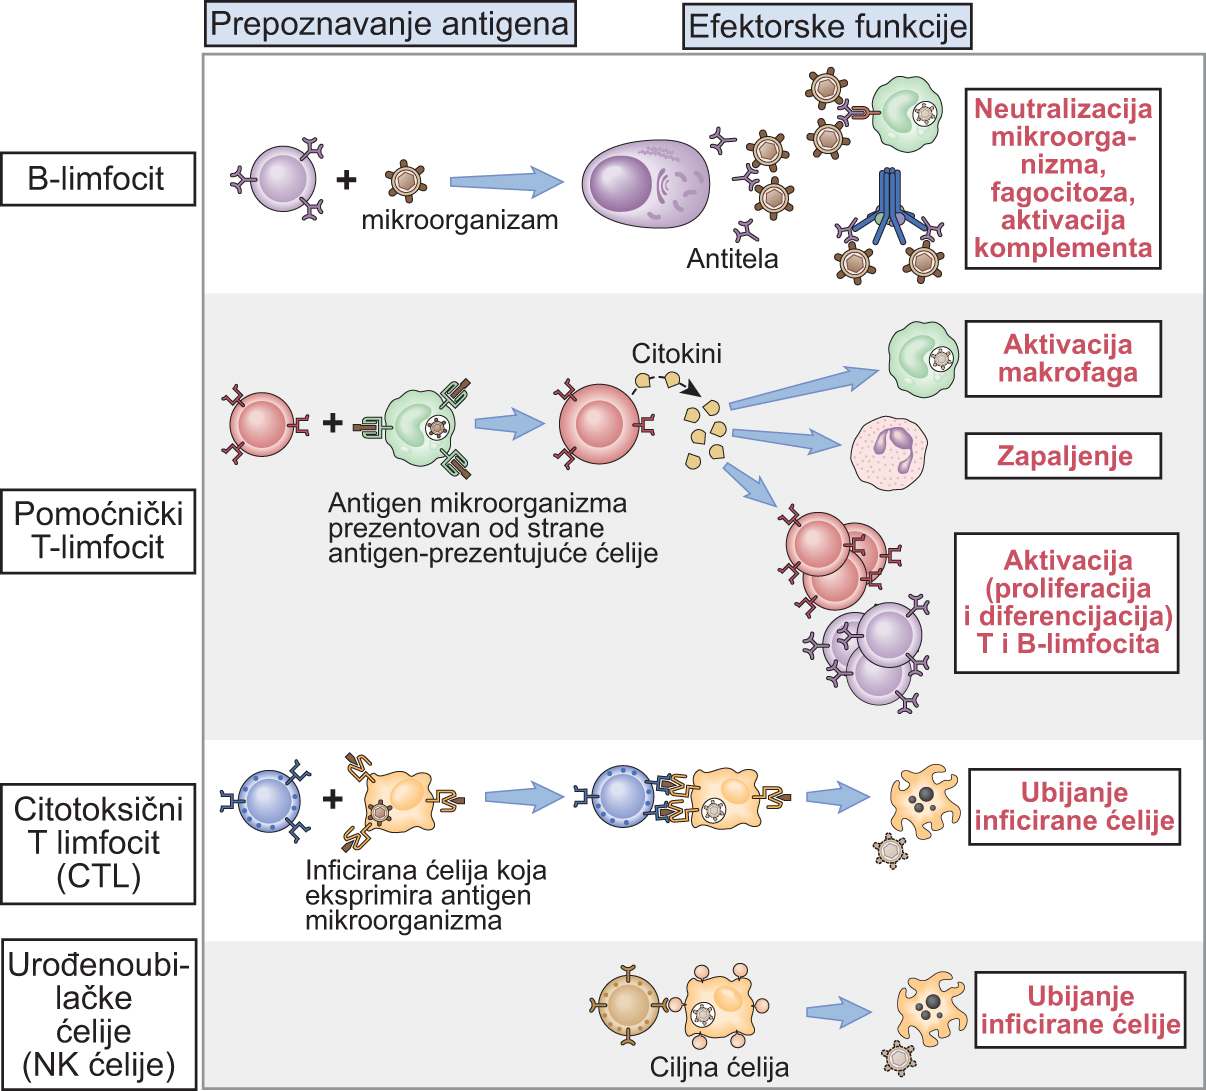 Prepoznavanje antigena
Efektorske funkcije
B-limfocit
mikroorganizam
Antitela
Neutralizacija
mikroorga-
nizma,
fagocitoza,
aktivacija
komplementa
Pomoćnički
T-limfocit
Antigen mikroorganizma
prezentovan od strane
antigen-prezentujuće ćelije
Citokini
Aktivacija
makrofaga
Zapaljenje
Aktivacija
(proliferacija
i diferencijacija)
T i B-limfocita
Citotoksični
T limfocit
(CTL)
Inficirana ćelija koja
eksprimira antigen
mikroorganizma
Ubijanje
inficirane ćelije
Urođenoubi-
lačke
ćelije
(NK ćelije)
Ciljna ćelija
Ubijanje
inficirane ćelije